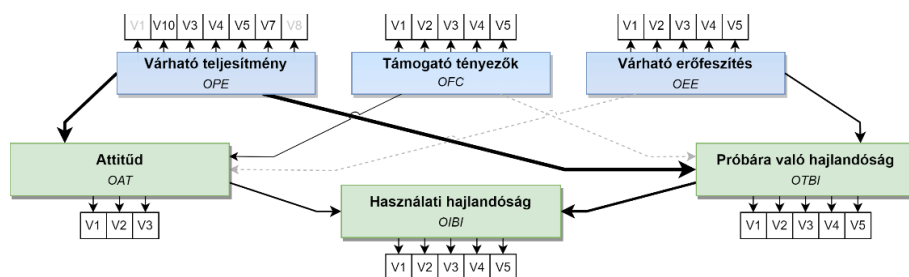 V1 V10 V3 V4 V5 V7 V8
V1 V2 V3 V4 V5
V1 V2 V3 V4 V5
Várható teljesítmény
OPE
Támogató tényezők
OFC
Várható erőfeszítés
OEE
Attitűd
OAT
Próbára való hajlandóság
OTBI
Használati hajlandóság
OIBI
V1 V2 V3
V1 V2 V3 V4 V5
V1 V2 V3 V4 V5